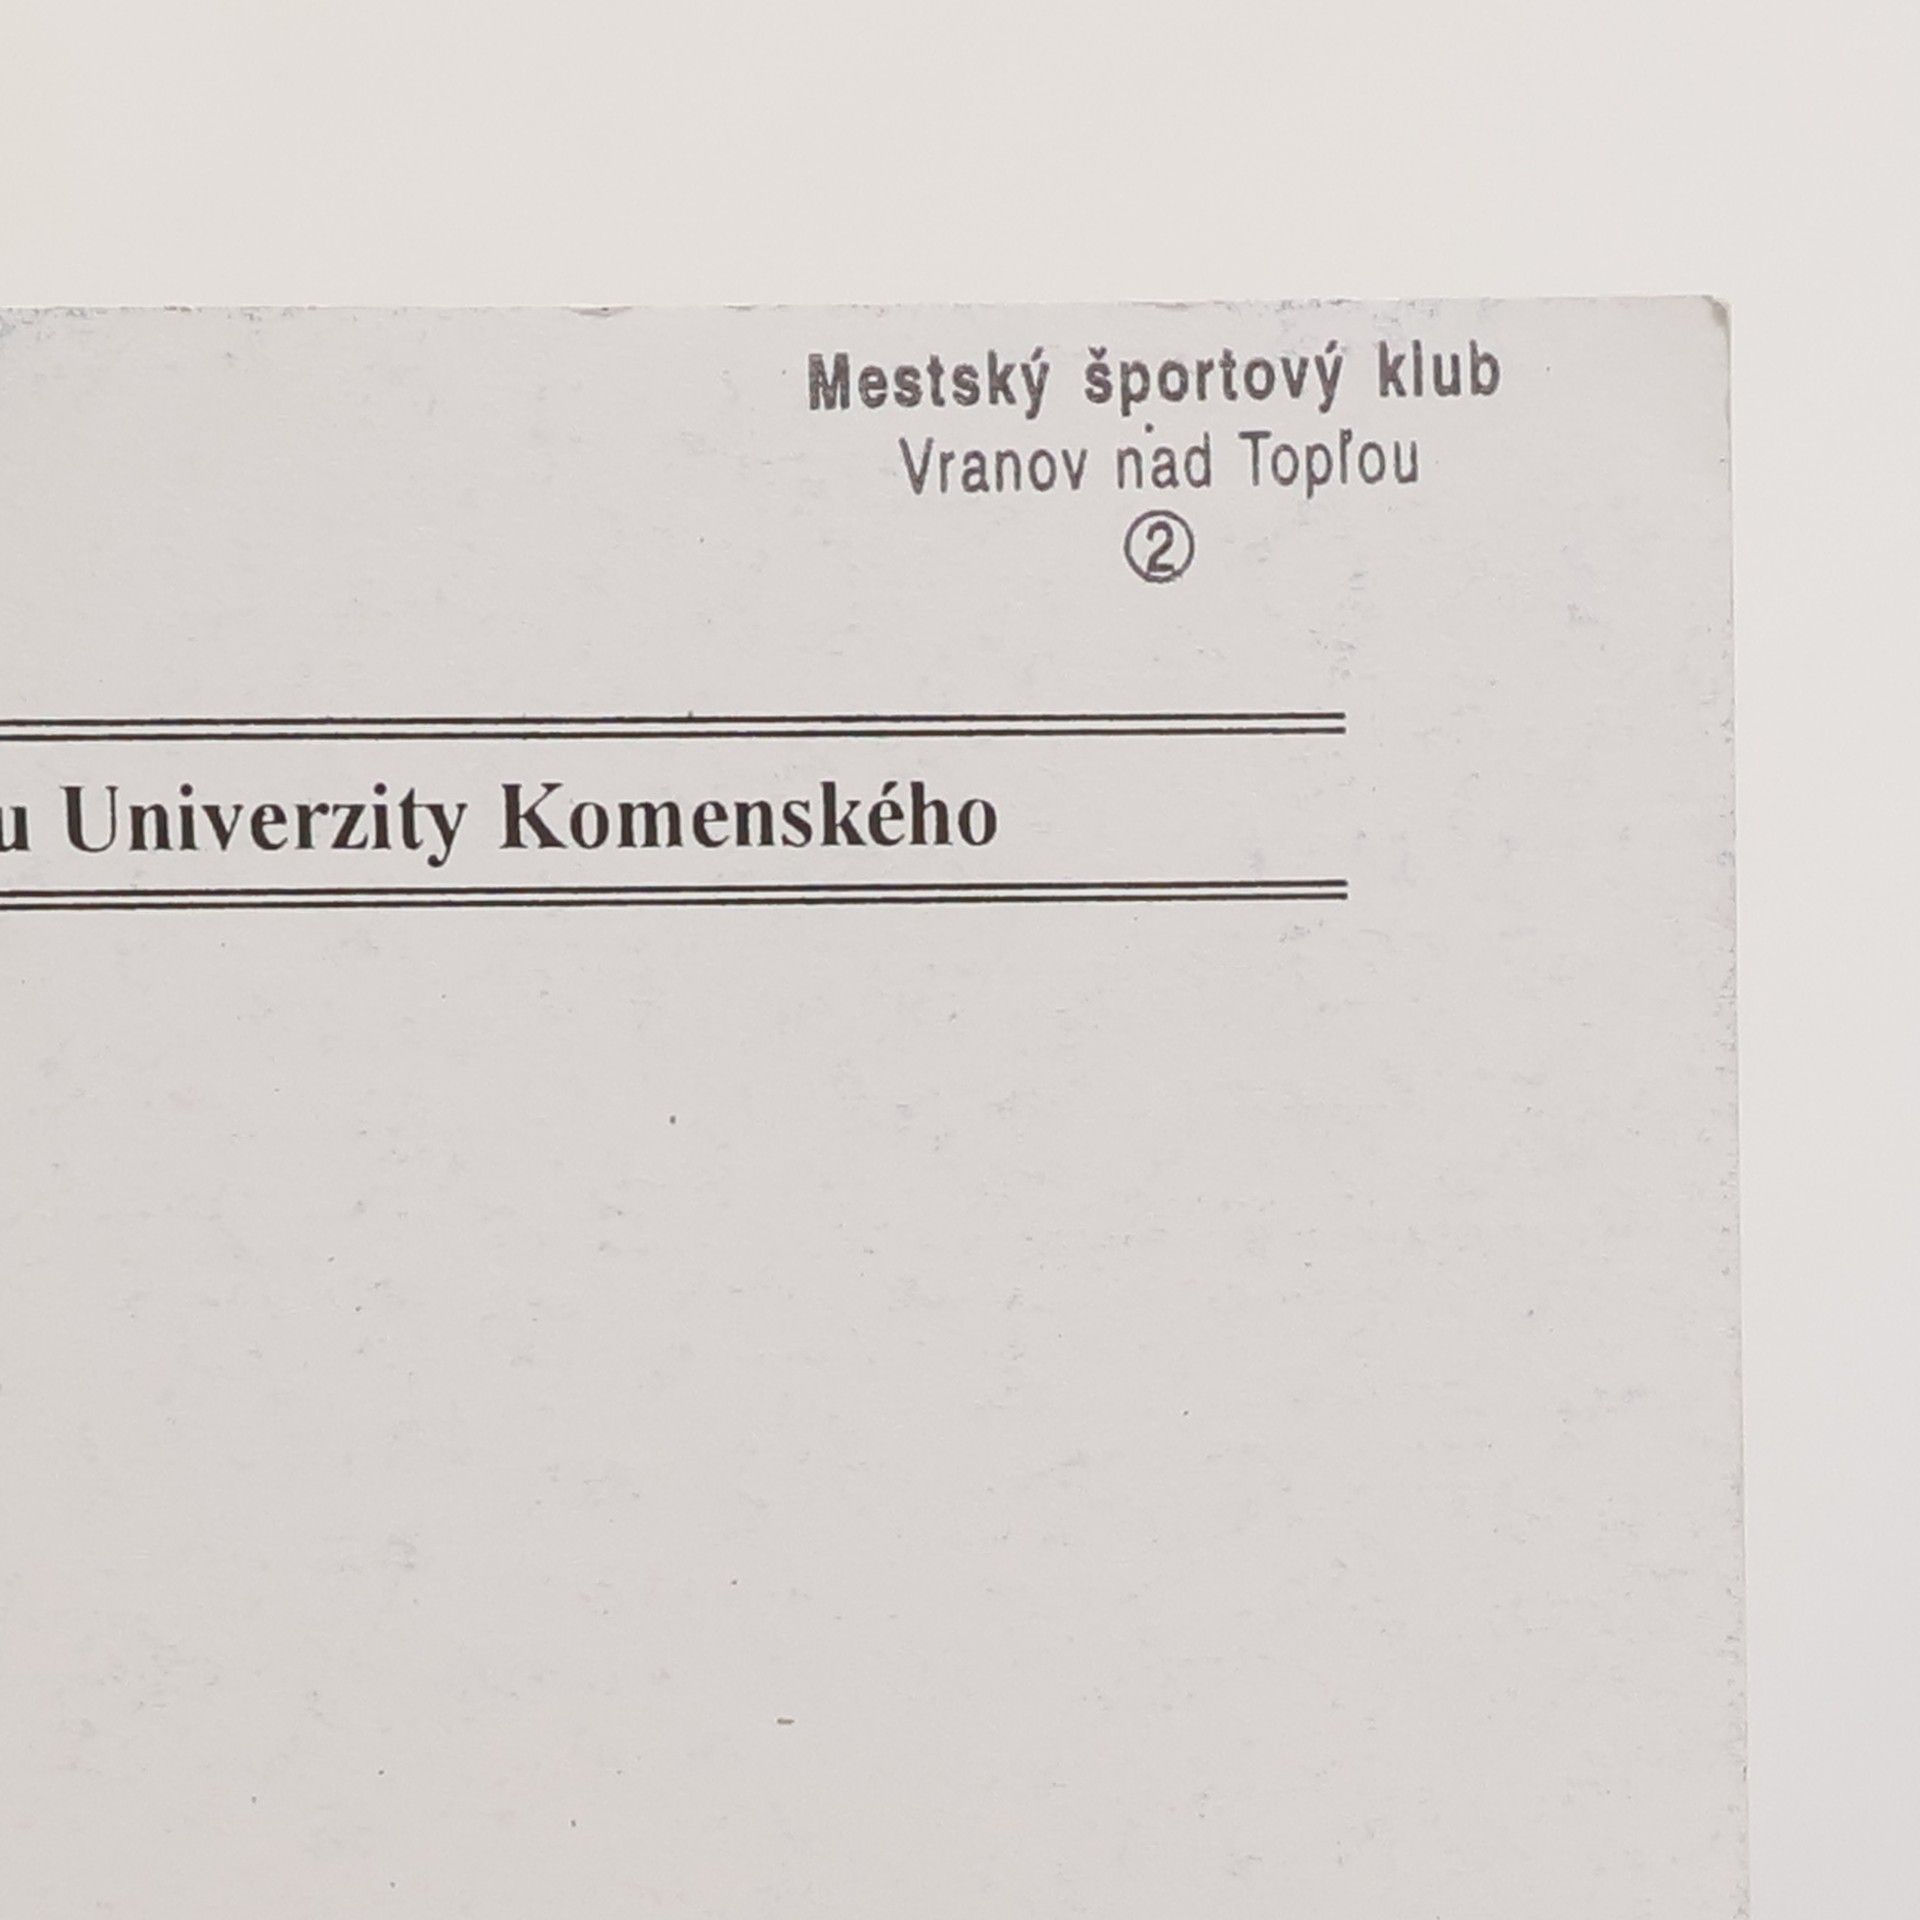 Mestský športový klub
Vranov nad Topľou
②
u Univerzity Komenského